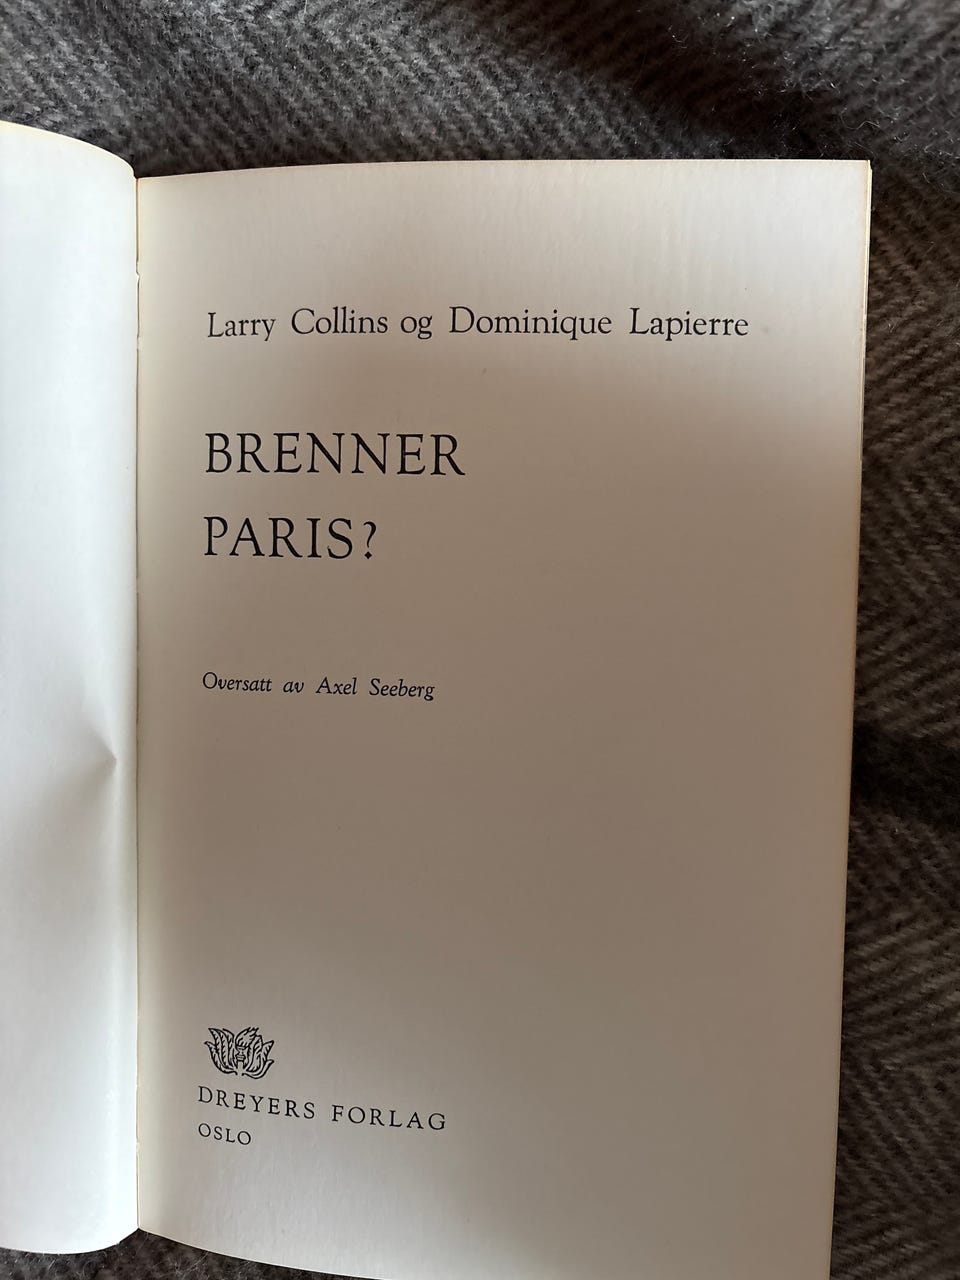 Larry Collins og Dominique Lapierre
BRENNER
PARIS?
Oversatt av Axel Seeberg
DREYERS FORLAG
OSLO